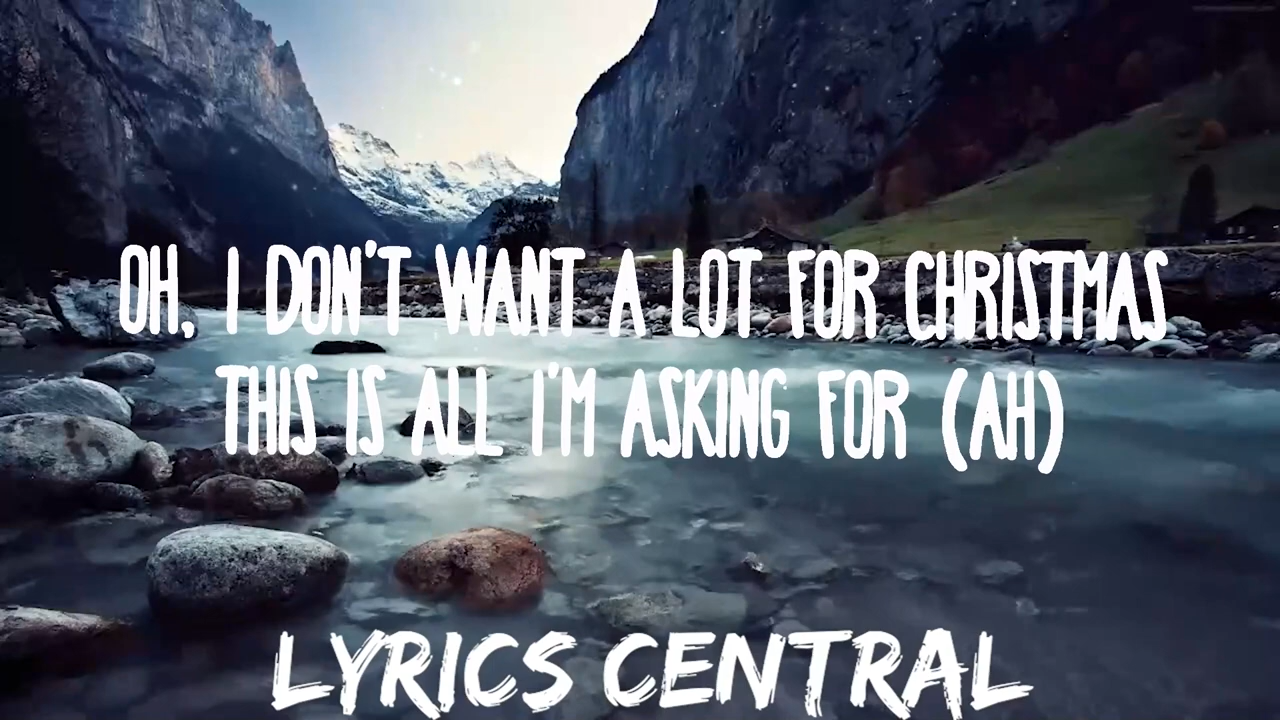 OH, I DON'T WANT A LOT FOR CHRISTMAS
THIS IS ALL I'M ASKING FOR (AH)
LYRICS CENTRAL